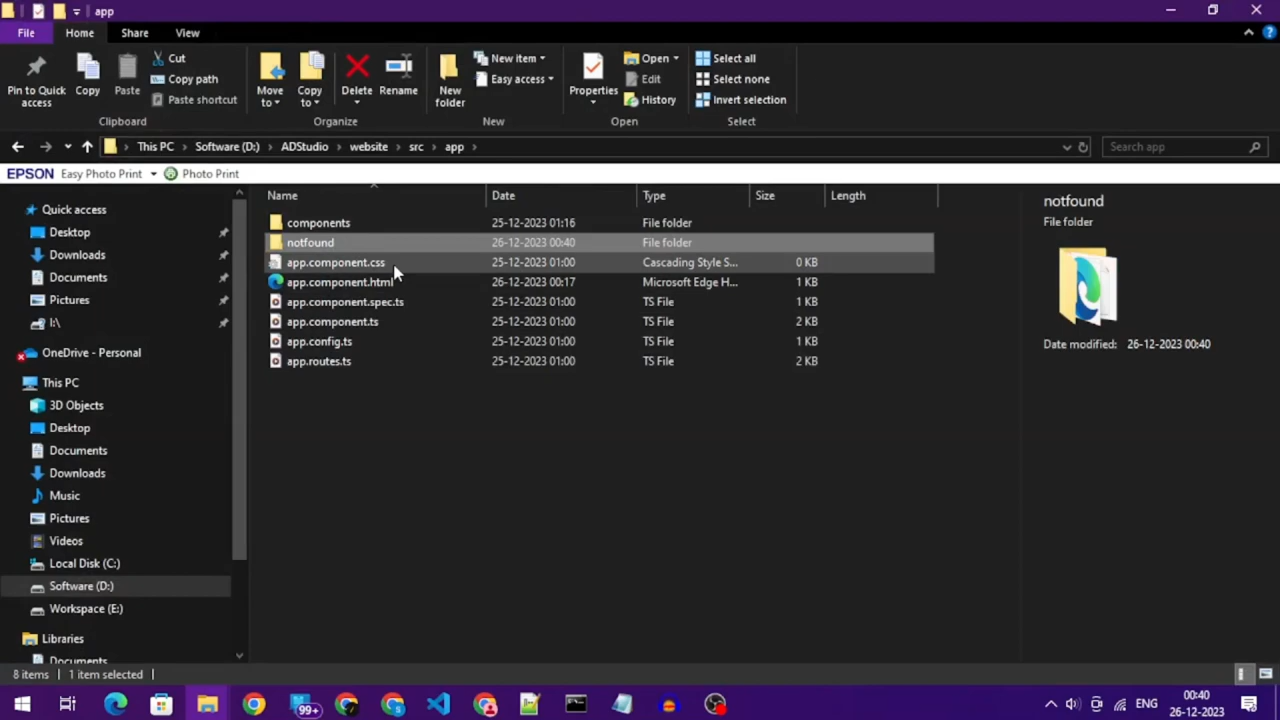 app
File Home Share View
Pin to Quick access
Copy
Paste
Cut
Copy path
Paste shortcut
Clipboard
Move to
Copy to
Delete
Rename
Organize
New folder
New item
Easy access
New
Properties
Open
Edit
History
Open
Select all
Select none
Invert selection
Select
This PC › Software (D:) › ADStudio › website › src › app ›
Search app
EPSON Easy Photo Print Photo Print
Quick access
Desktop
Downloads
Documents
Pictures
I:\
OneDrive - Personal
This PC
3D Objects
Desktop
Documents
Downloads
Music
Pictures
Videos
Local Disk (C:)
Software (D:)
Workspace (E:)
Libraries
Documents
Name Date Type Size Length
components 25-12-2023 01:16 File folder
notfound 26-12-2023 00:40 File folder
app.component.css 25-12-2023 01:00 Cascading Style S... 0 KB
app.component.html 26-12-2023 00:17 Microsoft Edge H... 1 KB
app.component.spec.ts 25-12-2023 01:00 TS File 1 KB
app.component.ts 25-12-2023 01:00 TS File 2 KB
app.config.ts 25-12-2023 01:00 TS File 1 KB
app.routes.ts 25-12-2023 01:00 TS File 2 KB
notfound
File folder
Date modified: 26-12-2023 00:40
8 items 1 item selected
99+
ENG
00:40
26-12-2023